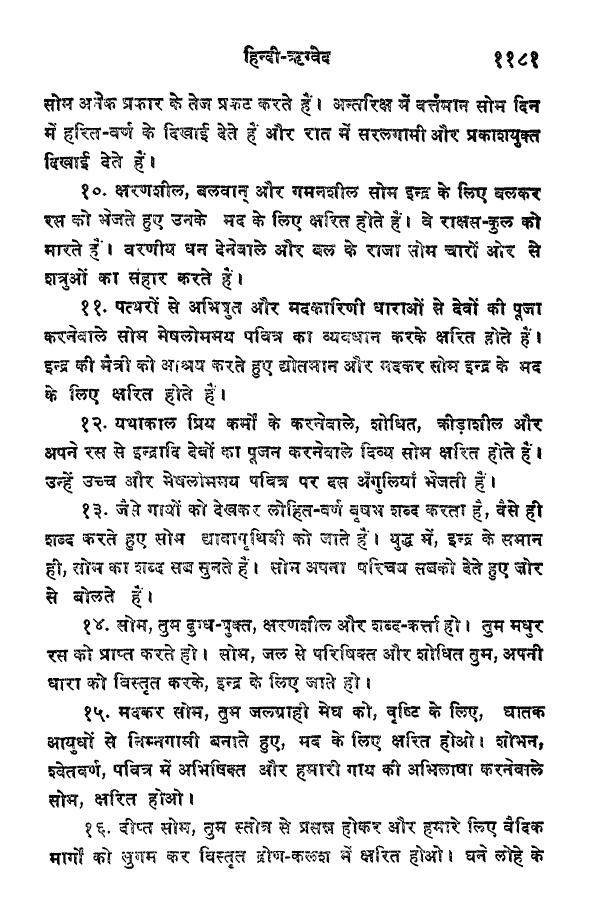 हिन्दी-ऋग्वेद ११८१
सोम अनेक प्रकार के तेज प्रकट करते हैं। अन्तरिक्ष में वर्त्तमान सोम दिन
में हरित-वर्ण के दिखाई देते हैं और रात में सरलगामी और प्रकाशयुक्त
दिखाई देते हैं।
१०. क्षरणशील, बलवान् और गमनशील सोम इन्द्र के लिए बलकर
रस को भेजते हुए उनके मद के लिए क्षरित होते हैं। वे राक्षस-कुल को
मारते हैं। वरणीय धन देनेवाले और बल के राजा सोम चारों ओर से
शत्रुओं का संहार करते हैं।
११. पत्थरों से अभिषुत और मदकारिणी धाराओं से देवों की पूजा
करनेवाले सोम मेषलोममय पवित्र का व्यवधान करके क्षरित होते हैं।
इन्द्र की मैत्री को आश्रय करते हुए द्योतमान और मदकर सोम इन्द्र के मद
के लिए क्षरित होते हैं।
१२. यथाकाल प्रिय कर्मों के करनेवाले, शोधित, क्रीड़ाशील और
अपने रस से इन्द्रादि देवों का पूजन करनेवाले दिव्य सोम क्षरित होते हैं।
उन्हें उच्च और मेषलोममय पवित्र पर दस अँगुलियाँ भेजती हैं।
१३. जैसे गायों को देखकर लोहित-वर्ण वृषभ शब्द करता है, वैसे ही
शब्द करते हुए सोम द्यावापृथिवी को जाते हैं। युद्ध में, इन्द्र के समान
ही, सोम का शब्द सब सुनते हैं। सोम अपना परिचय सबको देते हुए जोर
से बोलते हैं।
१४. सोम, तुम दुग्ध-युक्त, क्षरणशील और शब्द-कर्त्ता हो। तुम मधुर
रस को प्राप्त करते हो। सोम, जल से परिषिक्त और शोधित तुम, अपनी
धारा को विस्तृत करके, इन्द्र के लिए जाते हो।
१५. मदकर सोम, तुम जलग्राही मेघ को, वृष्टि के लिए, घातक
आयुधों से निम्नगामी बनाते हुए, मद के लिए क्षरित होओ। शोभन,
श्वेतवर्ण, पवित्र में अभिषिक्त और हमारी गाय की अभिलाषा करनेवाले
सोम, क्षरित होओ।
१६. दीप्त सोम, तुम स्तोत्र से प्रसन्न होकर और हमारे लिए वैदिक
मार्गों को सुगम कर विस्तृत द्रोण-कलश में क्षरित होओ। घने लोहे के